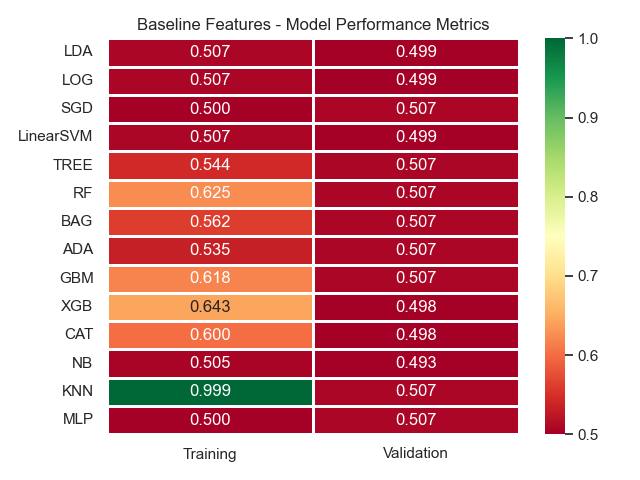 Baseline Features - Model Performance Metrics
LDA 0.507 0.499
LOG 0.507 0.499
SGD 0.500 0.507
LinearSVM 0.507 0.499
TREE 0.544 0.507
RF 0.625 0.507
BAG 0.562 0.507
ADA 0.535 0.507
GBM 0.618 0.507
XGB 0.643 0.498
CAT 0.600 0.498
NB 0.505 0.493
KNN 0.999 0.507
MLP 0.500 0.507
Training Validation
1.0
0.9
0.8
0.7
0.6
0.5